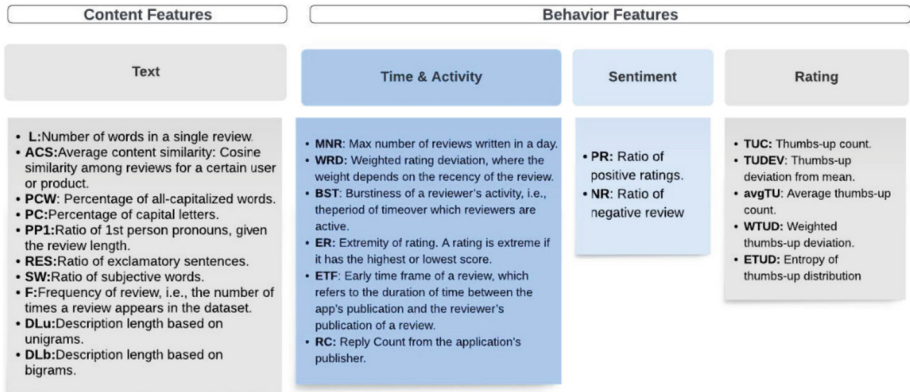 Content Features
Behavior Features
Text
Time & Activity
Sentiment
Rating
• L:Number of words in a single review.
• ACS:Average content similarity: Cosine
similarity among reviews for a certain user
or product.
• PCW: Percentage of all-capitalized words.
• PC:Percentage of capital letters.
• PP1:Ratio of 1st person pronouns, given
the review length.
• RES:Ratio of exclamatory sentences.
• SW:Ratio of subjective words.
• F:Frequency of review, i.e., the number of
times a review appears in the dataset.
• DLu:Description length based on
unigrams.
• DLb:Description length based on
bigrams.
• MNR: Max number of reviews written in a day.
• WRD: Weighted rating deviation, where the
weight depends on the recency of the review.
• BST: Burstiness of a reviewer's activity, i.e.,
theperiod of timeover which reviewers are
active.
• ER: Extremity of rating. A rating is extreme if
it has the highest or lowest score.
• ETF: Early time frame of a review, which
refers to the duration of time between the
app's publication and the reviewer's
publication of a review.
• RC: Reply Count from the application's
publisher.
• PR: Ratio of
positive ratings.
• NR: Ratio of
negative review
• TUC: Thumbs-up count.
• TUDEV: Thumbs-up
deviation from mean.
• avgTU: Average thumbs-up
count.
• WTUD: Weighted
thumbs-up deviation.
• ETUD: Entropy of
thumbs-up distribution